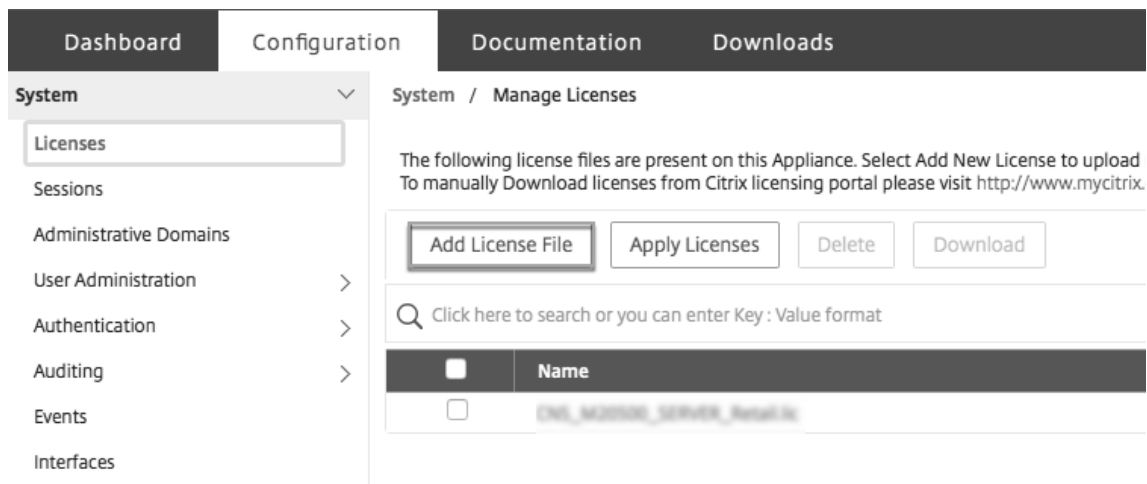 Dashboard
Configuration
Documentation
Downloads
System
Licenses
Sessions
Administrative Domains
User Administration
Authentication
Auditing
Events
Interfaces
System / Manage Licenses
The following license files are present on this Appliance. Select Add New License to upload
To manually Download licenses from Citrix licensing portal please visit http://www.mycitrix.
Add License File
Apply Licenses
Delete
Download
Click here to search or you can enter Key : Value format
Name